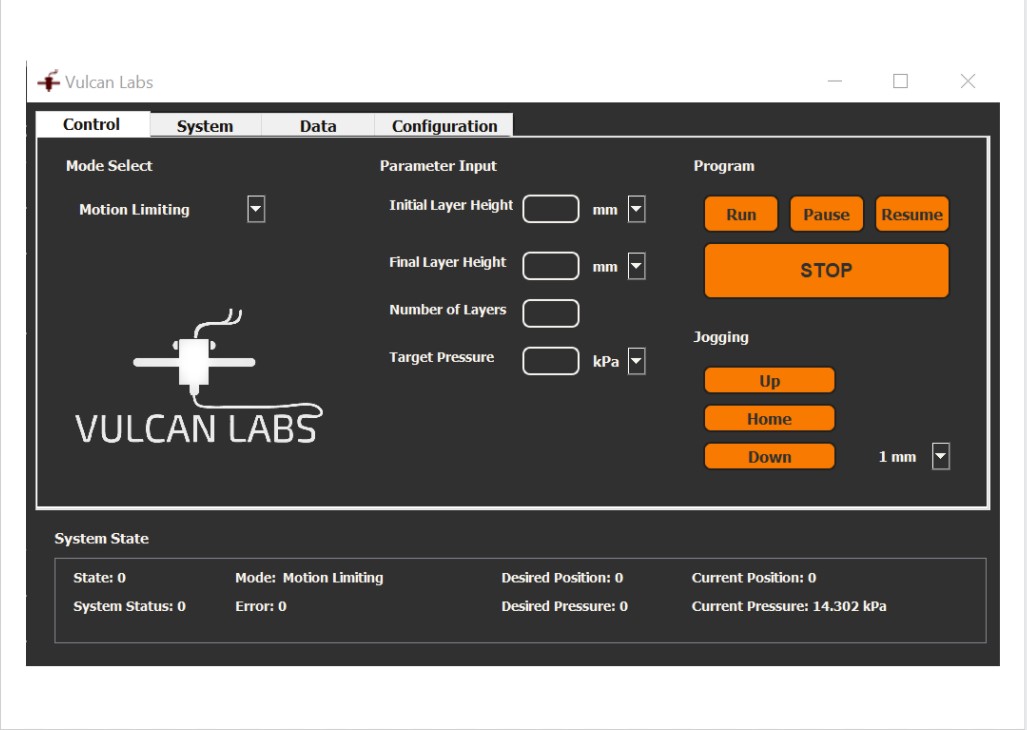 Vulcan Labs
Control System Data Configuration
Mode Select
Motion Limiting
VULCAN LABS
Parameter Input
Initial Layer Height mm
Final Layer Height mm
Number of Layers
Target Pressure kPa
Program
Run Pause Resume
STOP
Jogging
Up
Home
Down 1 mm
System State
State: 0 Mode: Motion Limiting Desired Position: 0 Current Position: 0
System Status: 0 Error: 0 Desired Pressure: 0 Current Pressure: 14.302 kPa